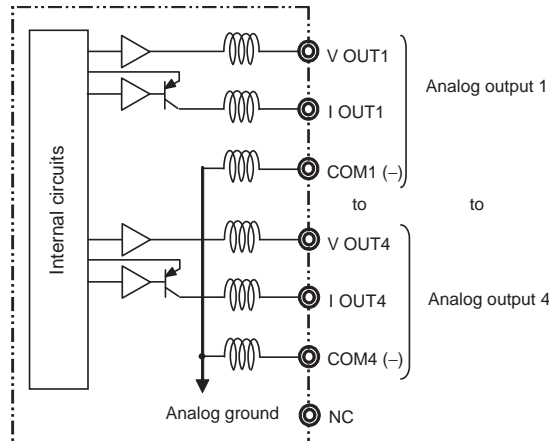 Internal circuits
V OUT1
I OUT1
COM1 (–)
Analog output 1
to
to
V OUT4
I OUT4
COM4 (–)
Analog output 4
Analog ground
NC